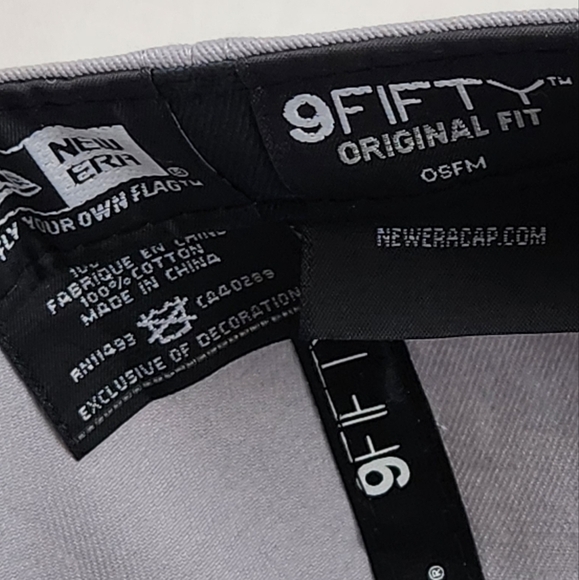 NEW
ERA®
FLY YOUR OWN FLAG™
9FIFTY™
ORIGINAL FIT
OSFM
NEWERACAP.COM
FABRIQUE EN CHINE
100% COTTON
MADE IN CHINA
RN11493 CA40289
EXCLUSIVE OF DECORATION
9FIFT
®